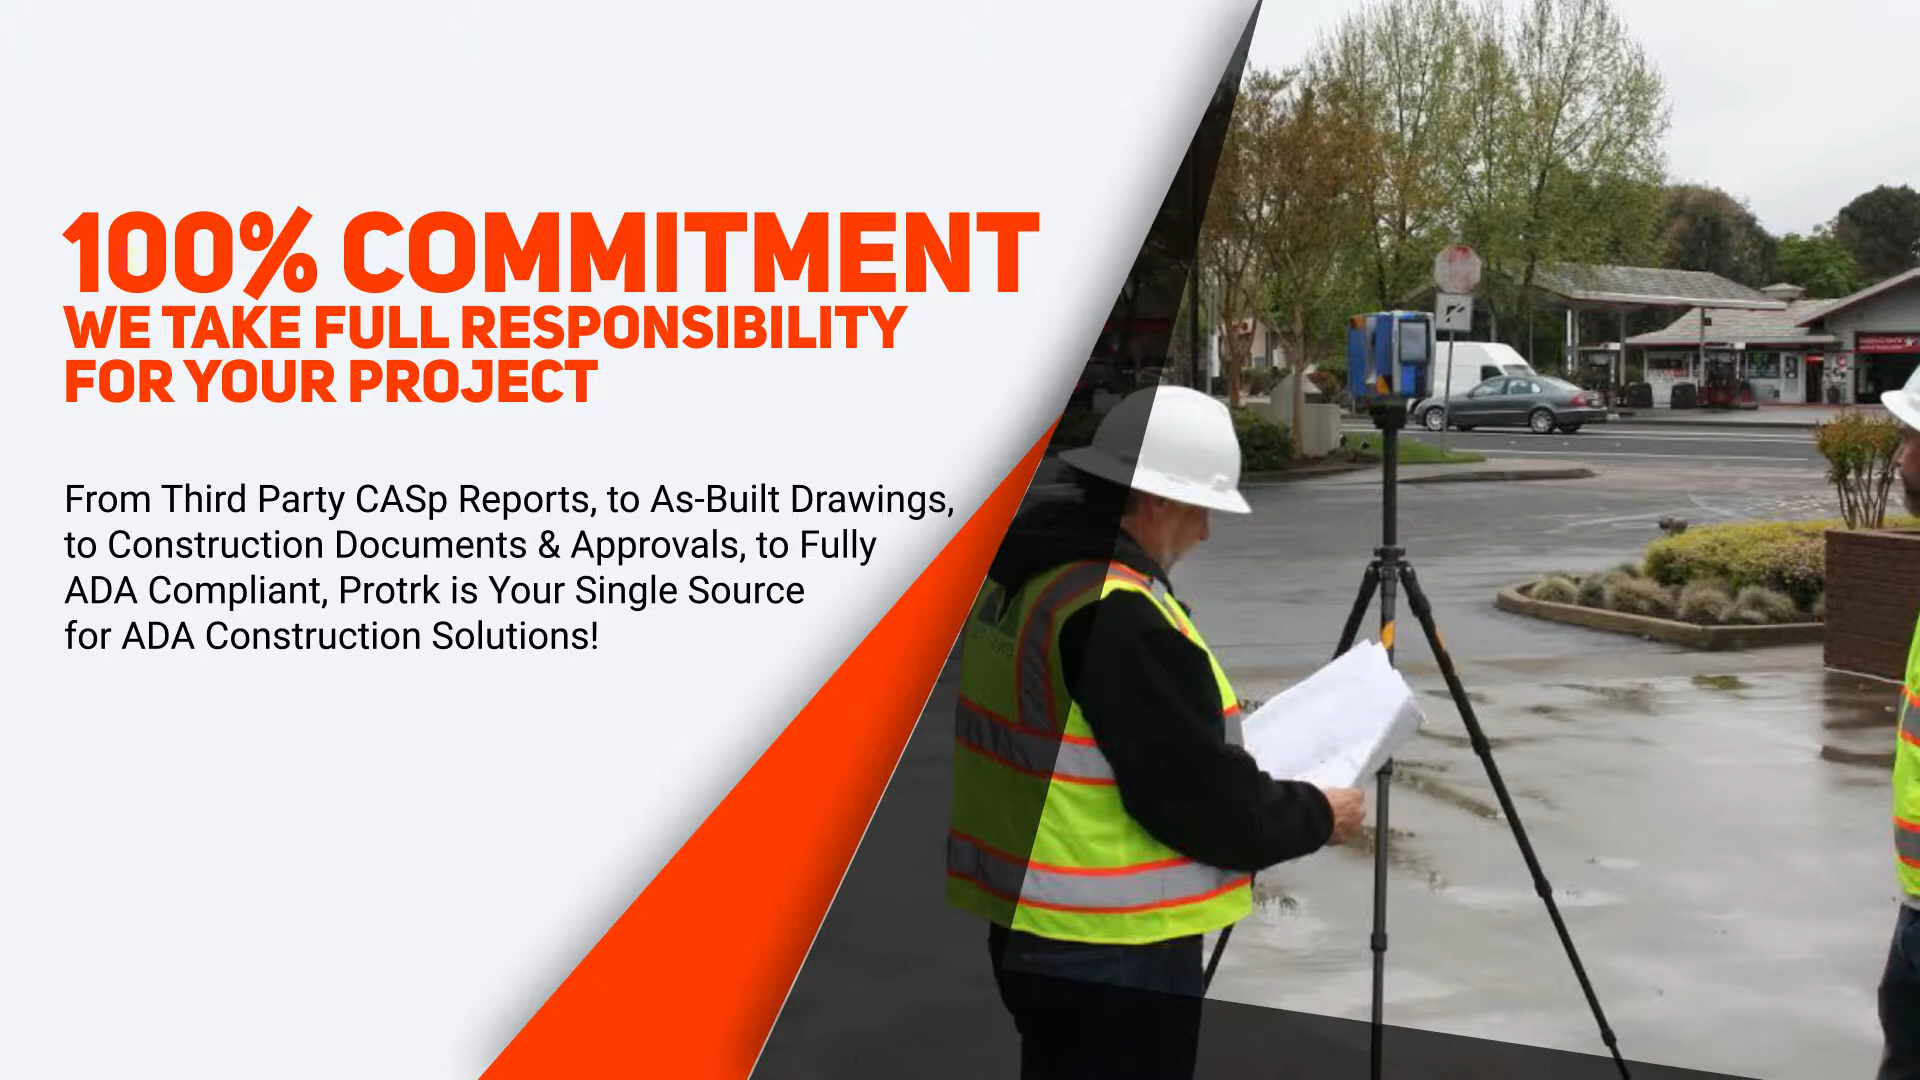 100% COMMITMENT
WE TAKE FULL RESPONSIBILITY
FOR YOUR PROJECT
From Third Party CASp Reports, to As-Built Drawings,
to Construction Documents & Approvals, to Fully
ADA Compliant, Protrk is Your Single Source
for ADA Construction Solutions!